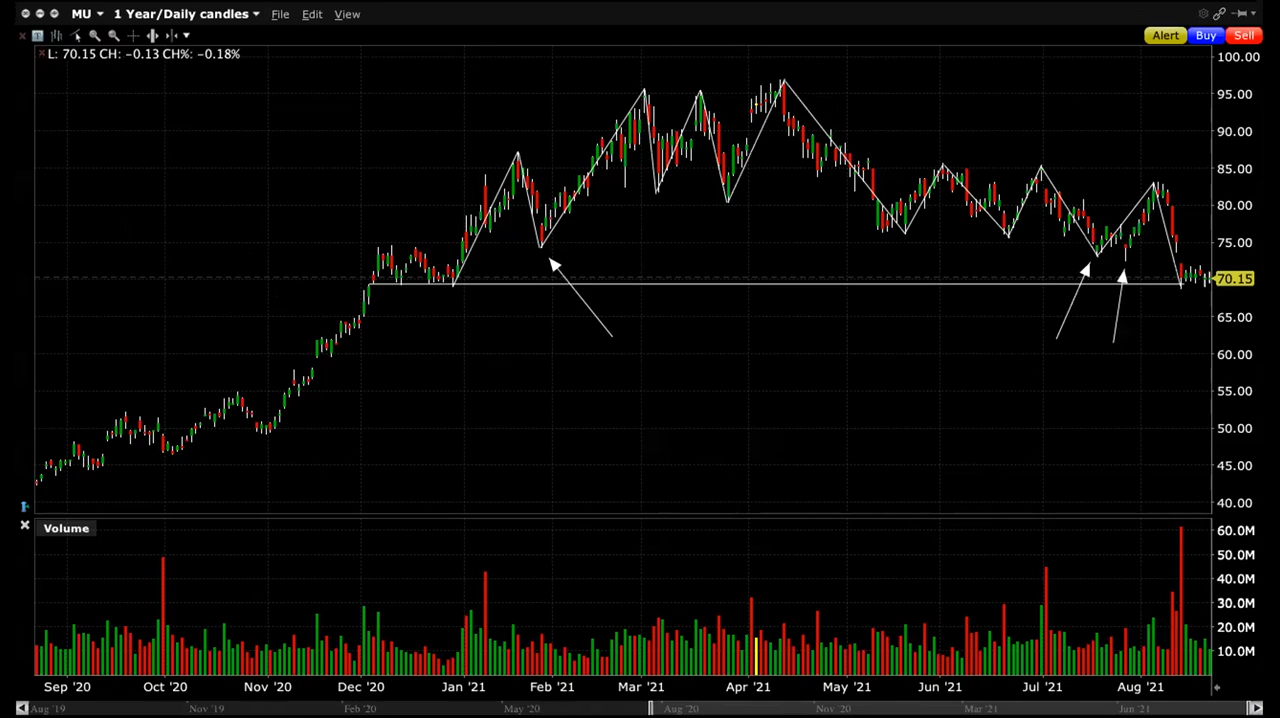 MU 1 Year/Daily candles File Edit View
Alert Buy Sell
L: 70.15 CH: -0.13 CH%: -0.18%
100.00
95.00
90.00
85.00
80.00
75.00
70.15
65.00
60.00
55.00
50.00
45.00
40.00
Volume
60.0M
50.0M
40.0M
30.0M
20.0M
10.0M
Sep '20 Oct '20 Nov '20 Dec '20 Jan '21 Feb '21 Mar '21 Apr '21 May '21 Jun '21 Jul '21 Aug '21
Aug '19 Nov '19 Feb '20 May '20 Aug '20 Nov '20 Mar '21 Jun '21